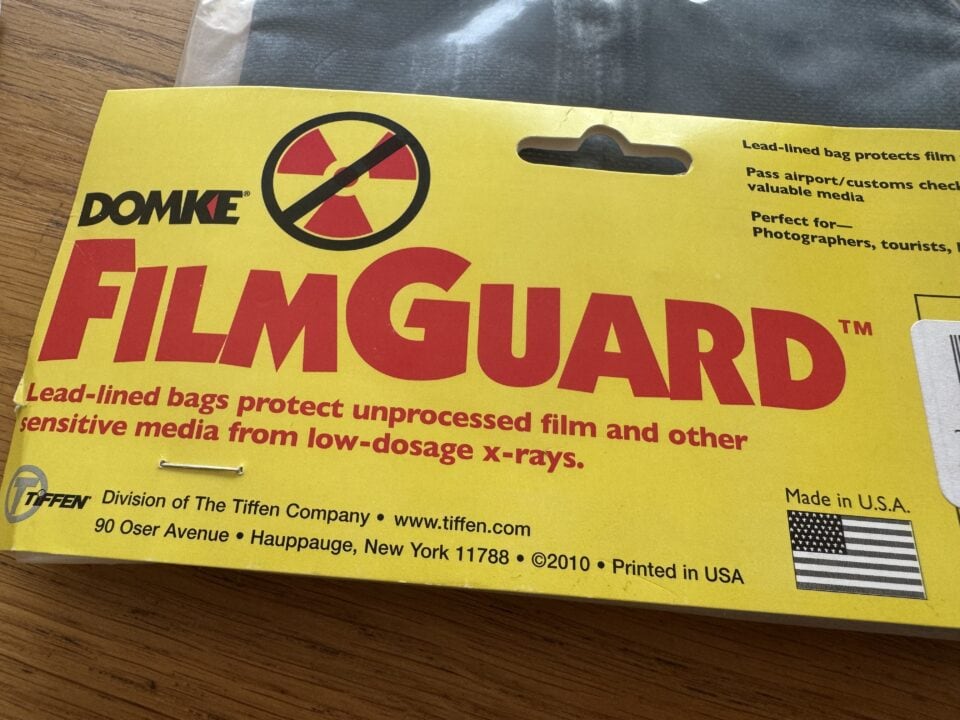 Lead-lined bag protects film
Pass airport/customs check
valuable media
Perfect for—
Photographers, tourists,
DOMKE®
FILMGUARD™
Lead-lined bags protect unprocessed film and other
sensitive media from low-dosage x-rays.
TIFFEN Division of The Tiffen Company • www.tiffen.com
90 Oser Avenue • Hauppauge, New York 11788 • ©2010 • Printed in USA
Made in U.S.A.